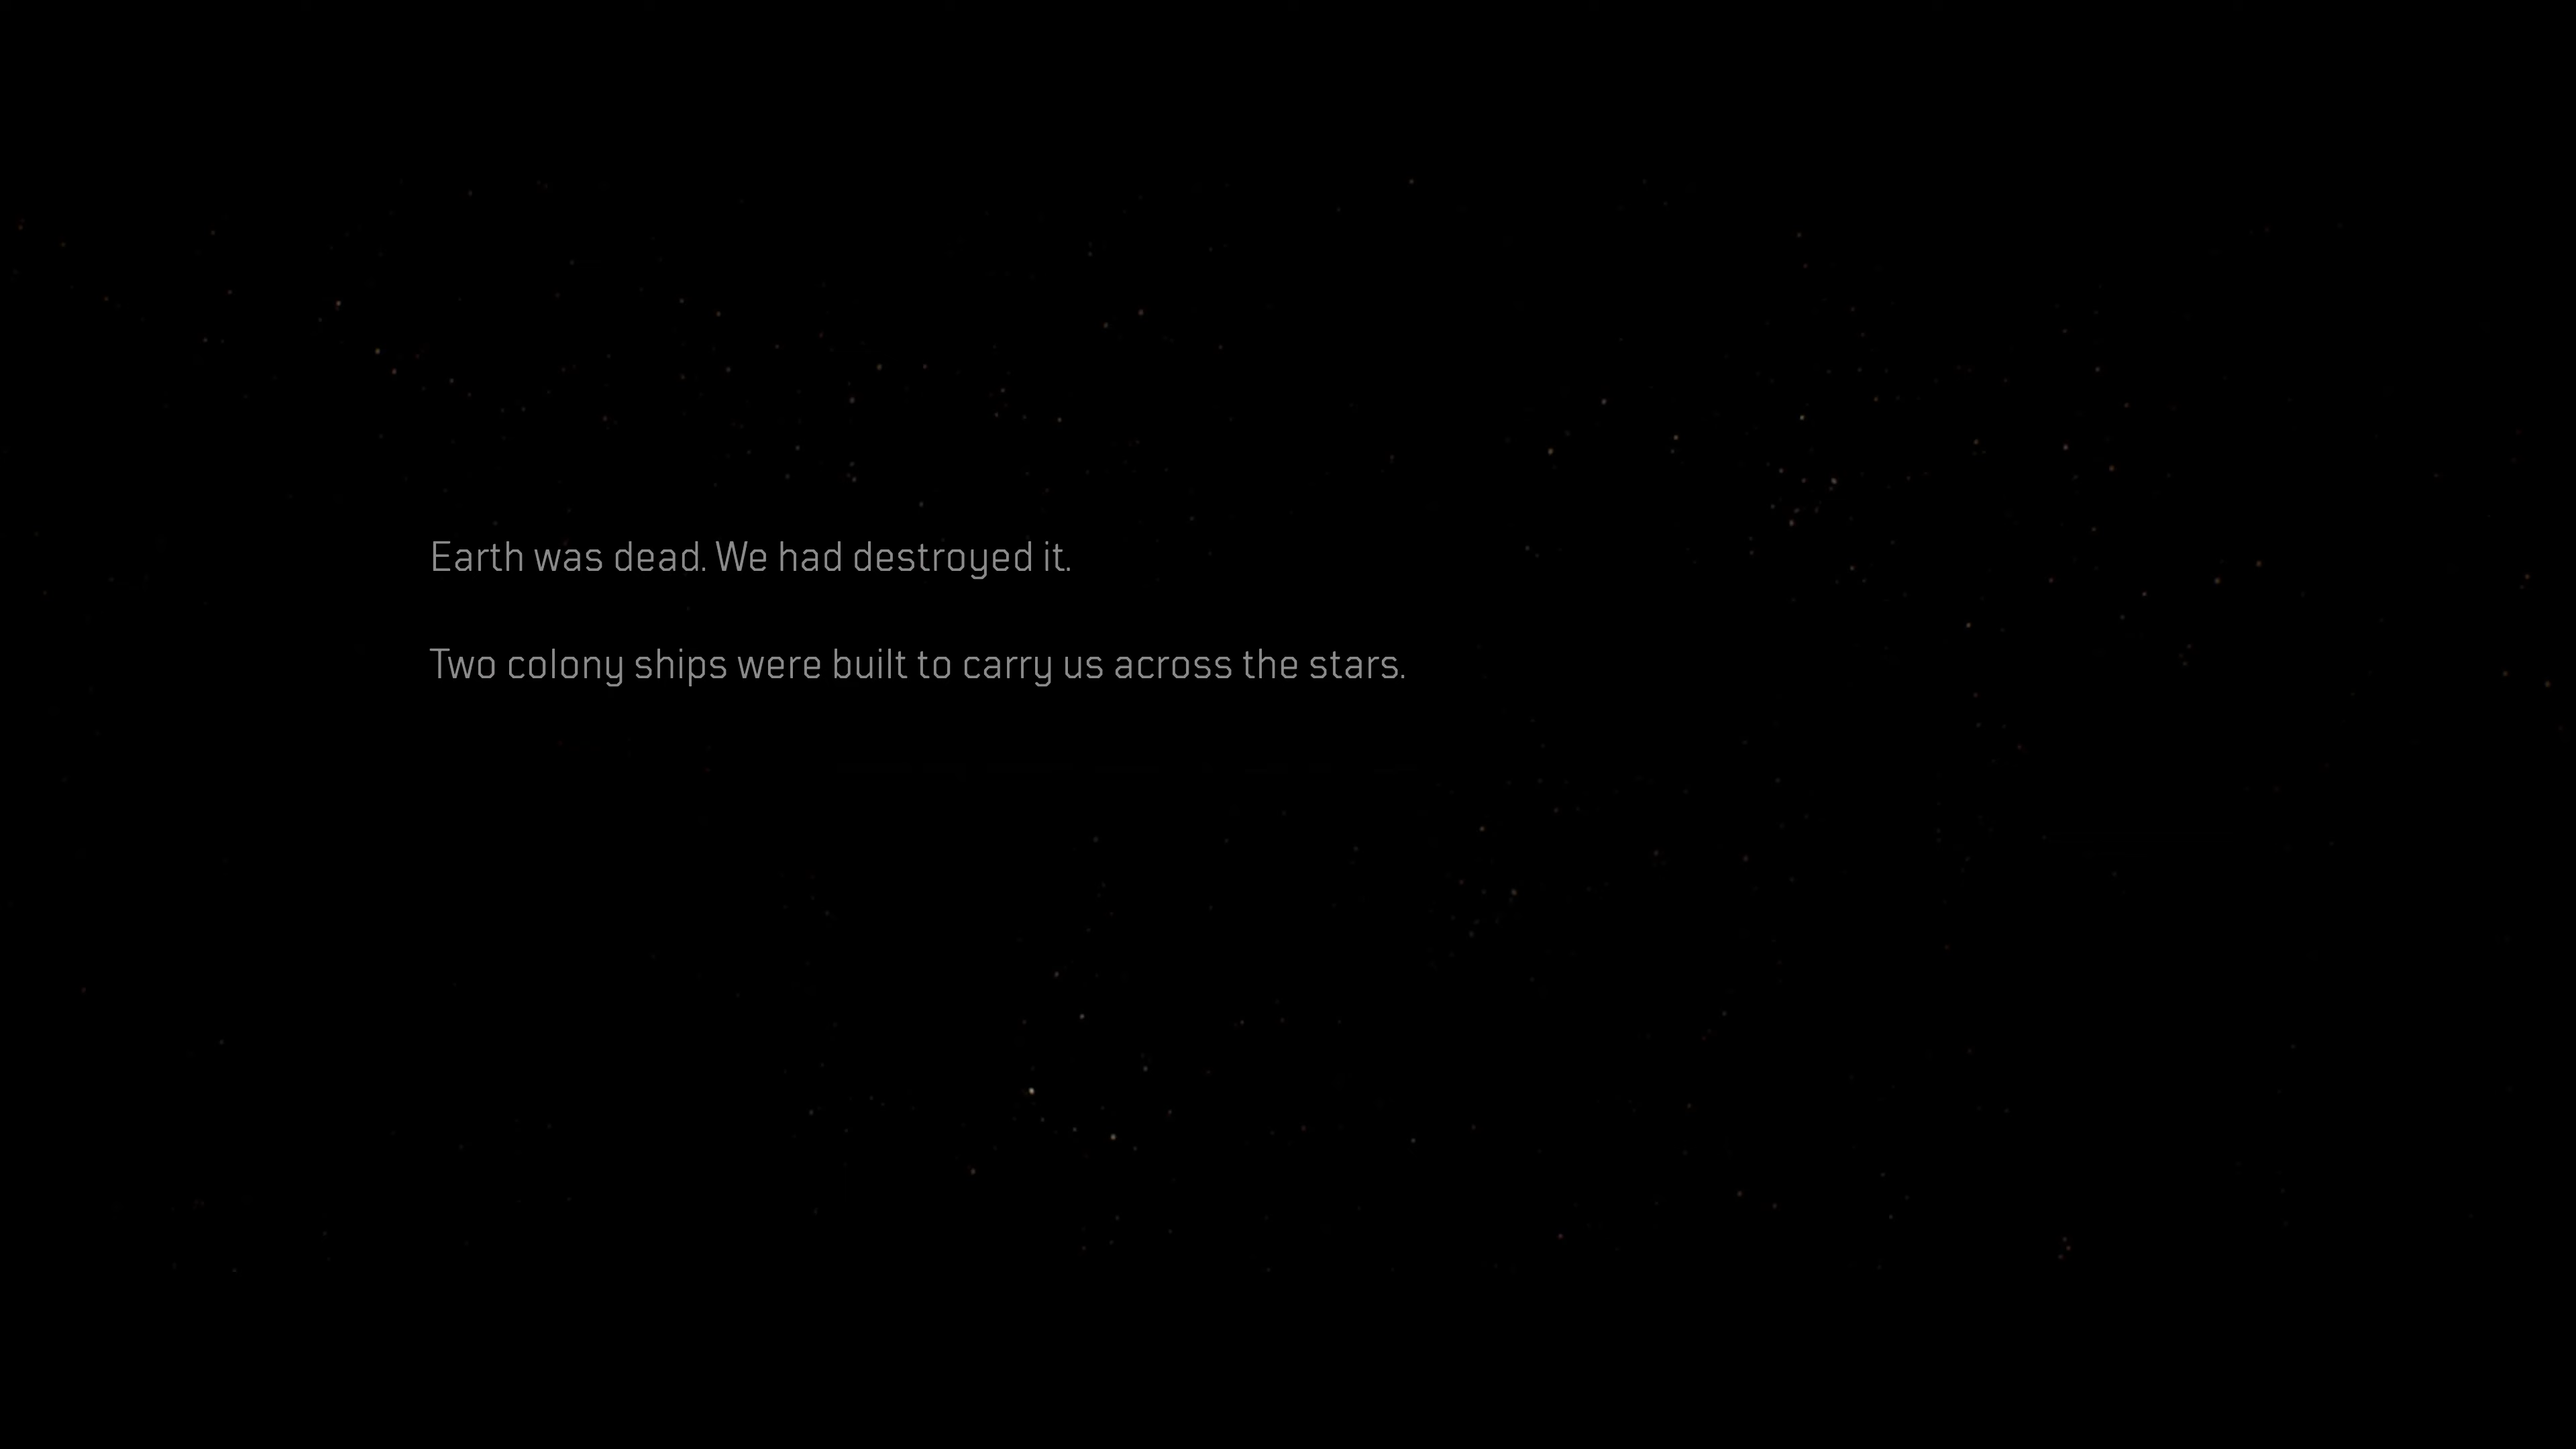 Earth was dead. We had destroyed it.
Two colony ships were built to carry us across the stars.